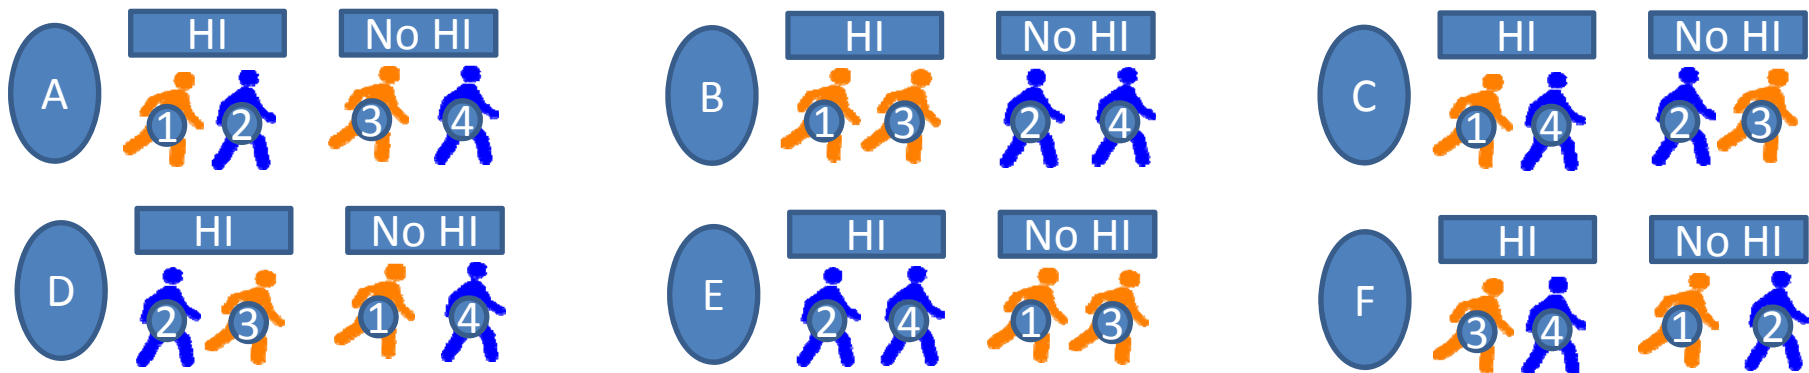 A HI No HI
1 2 3 4
B HI No HI
1 3 2 4
C HI No HI
1 4 2 3
D HI No HI
2 3 1 4
E HI No HI
2 4 1 3
F HI No HI
3 4 1 2